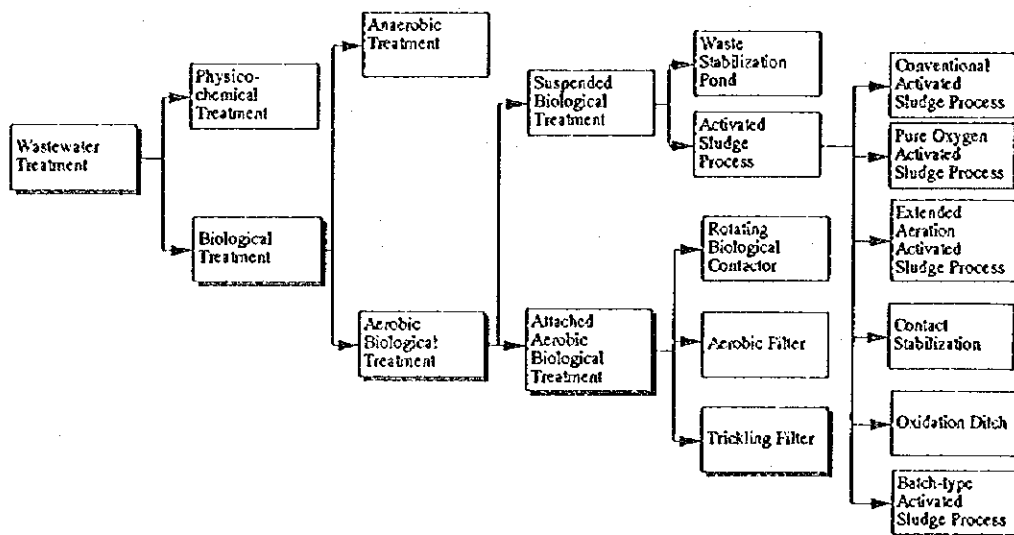 Anaerobic
Treatment
Physico-
chemical
Treatment
Wastewater
Treatment
Biological
Treatment
Aerobic
Biological
Treatment
Suspended
Biological
Treatment
Attached
Aerobic
Biological
Treatment
Waste
Stabilization
Pond
Activated
Sludge
Process
Rotating
Biological
Contactor
Aerobic Filter
Trickling Filter
Conventional
Activated
Sludge Process
Pure Oxygen
Activated
Sludge Process
Extended
Aeration
Activated
Sludge Process
Contact
Stabilization
Oxidation Ditch
Batch-type
Activated
Sludge Process